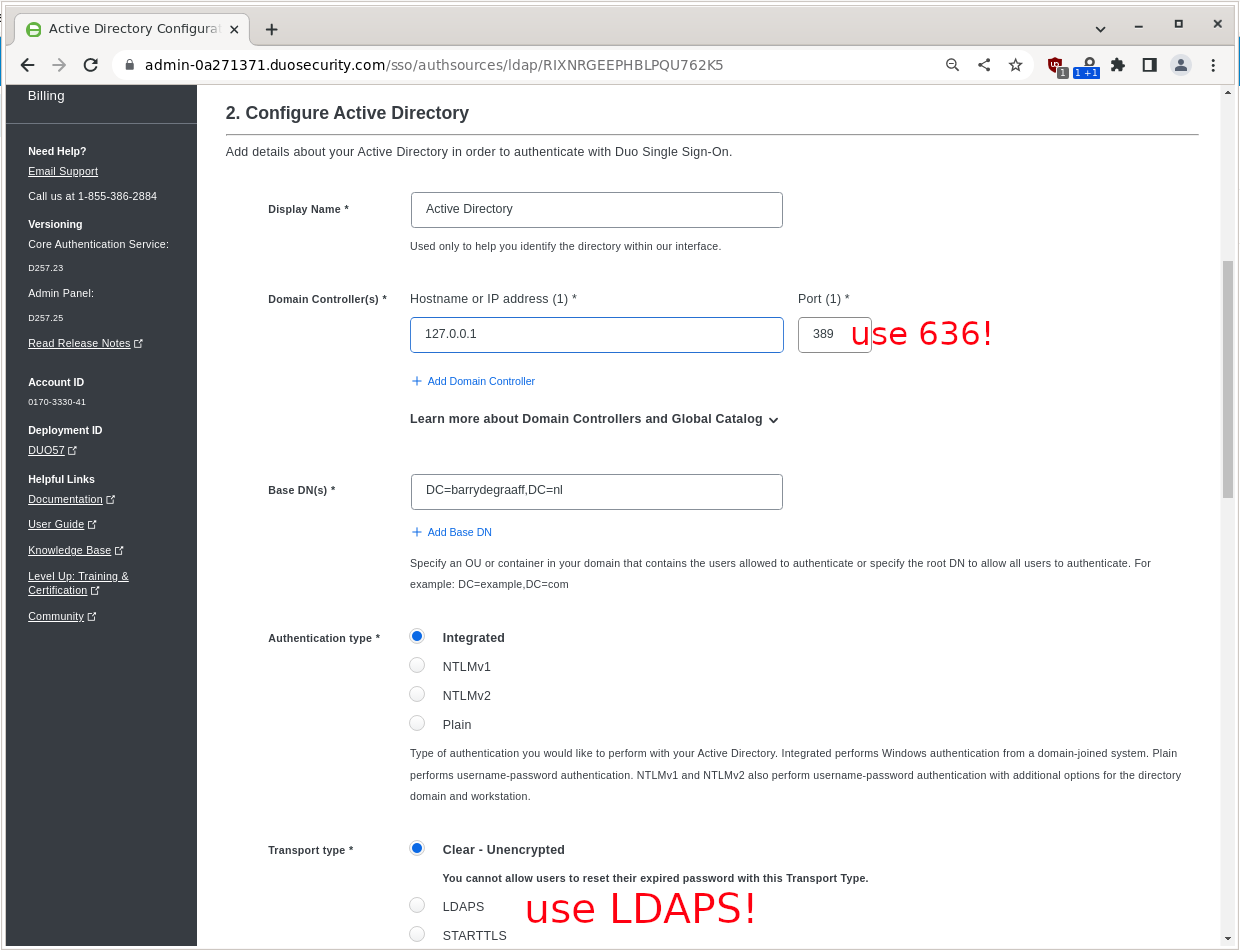 Active Directory Configurat
admin-0a271371.duosecurity.com/sso/authsources/ldap/RIXNRGEEPHBLPQU762K5
1
1 +1
Billing
Need Help?
Email Support
Call us at 1-855-386-2884
Versioning
Core Authentication Service:
D257.23
Admin Panel:
D257.25
Read Release Notes
Account ID
0170-3330-41
Deployment ID
DUO57
Helpful Links
Documentation
User Guide
Knowledge Base
Level Up: Training &
Certification
Community
2. Configure Active Directory
Add details about your Active Directory in order to authenticate with Duo Single Sign-On.
Display Name *
Active Directory
Used only to help you identify the directory within our interface.
Domain Controller(s) *
Hostname or IP address (1) *
Port (1) *
127.0.0.1
389
use 636!
+ Add Domain Controller
Learn more about Domain Controllers and Global Catalog
Base DN(s) *
DC=barrydegraaff,DC=nl
+ Add Base DN
Specify an OU or container in your domain that contains the users allowed to authenticate or specify the root DN to allow all users to authenticate. For
example: DC=example,DC=com
Authentication type *
Integrated
NTLMv1
NTLMv2
Plain
Type of authentication you would like to perform with your Active Directory. Integrated performs Windows authentication from a domain-joined system. Plain
performs username-password authentication. NTLMv1 and NTLMv2 also perform username-password authentication with additional options for the directory
domain and workstation.
Transport type *
Clear - Unencrypted
You cannot allow users to reset their expired password with this Transport Type.
LDAPS
use LDAPS!
STARTTLS